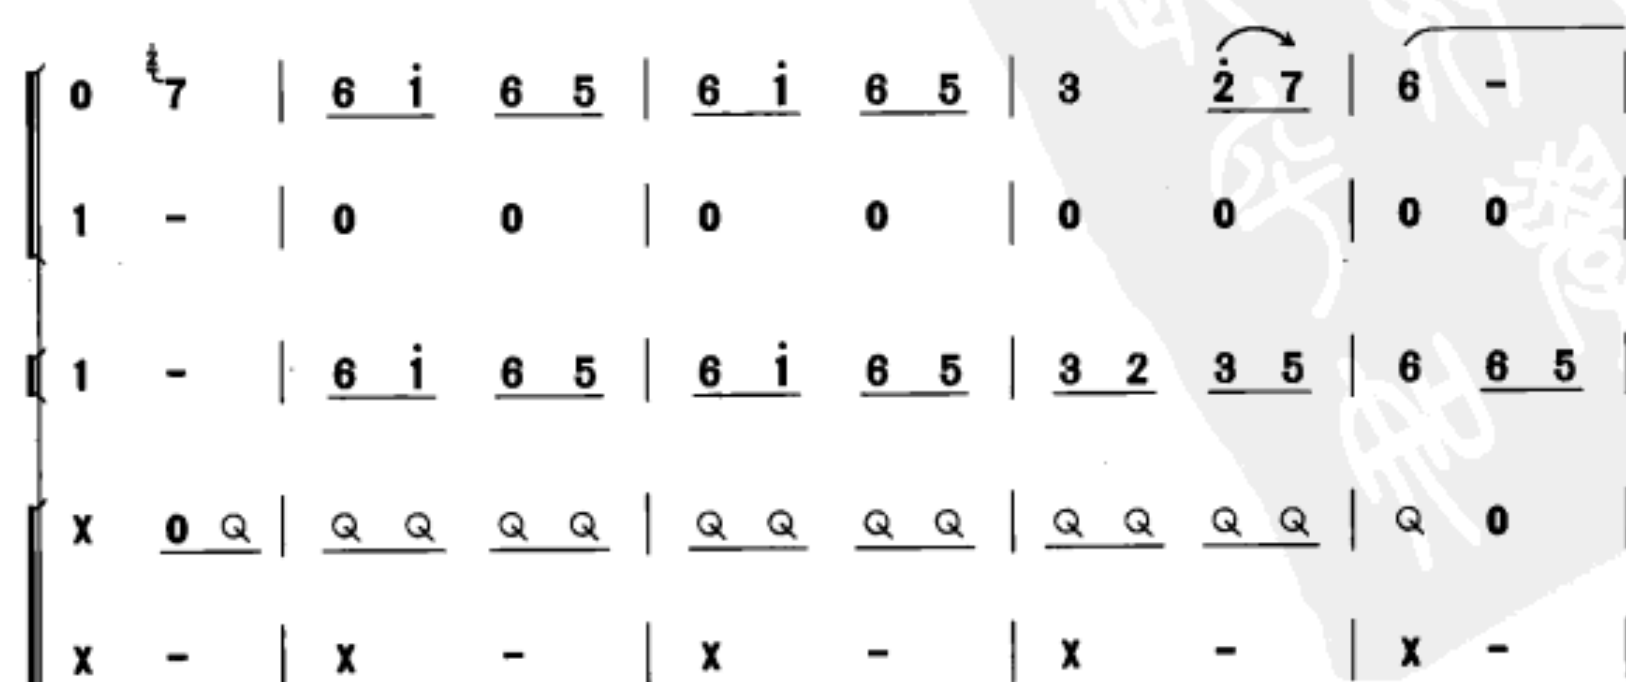 0 7 | 6 i 6 5 | 6 i 6 5 | 3 2̇ 7 | 6 - |
1 - | 0 0 | 0 0 | 0 0 | 0 0
1 - | 6 i 6 5 | 6 i 6 5 | 3 2 3 5 | 6 6 5 |
X 0 Q | Q Q Q Q | Q Q Q Q | Q Q Q Q | Q 0 |
X - | X - | X - | X - | X - |